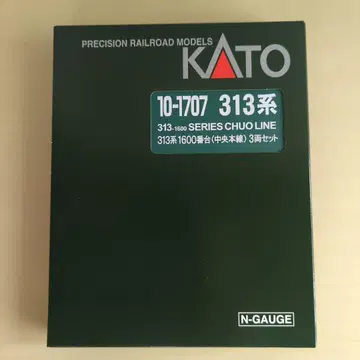 PRECISION RAILROAD MODELS
KATO
10-1707 313系
313-1600 SERIES CHUO LINE
313系1600番台〈中央本線〉3両セット
N-GAUGE